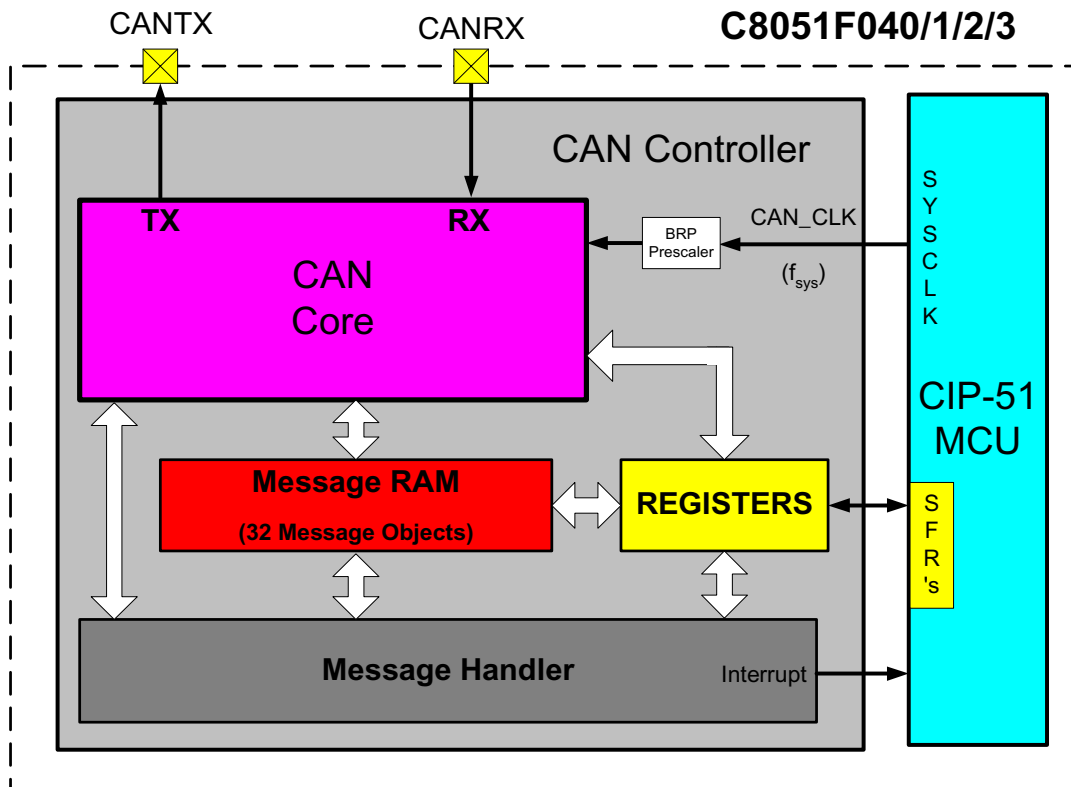 C8051F040/1/2/3
CANTX
CANRX
CAN Controller
TX
RX
CAN
Core
BRP
Prescaler
CAN_CLK
(fsys)
S
Y
S
C
L
K
CIP-51
MCU
Message RAM
(32 Message Objects)
REGISTERS
S
F
R
's
Message Handler
Interrupt